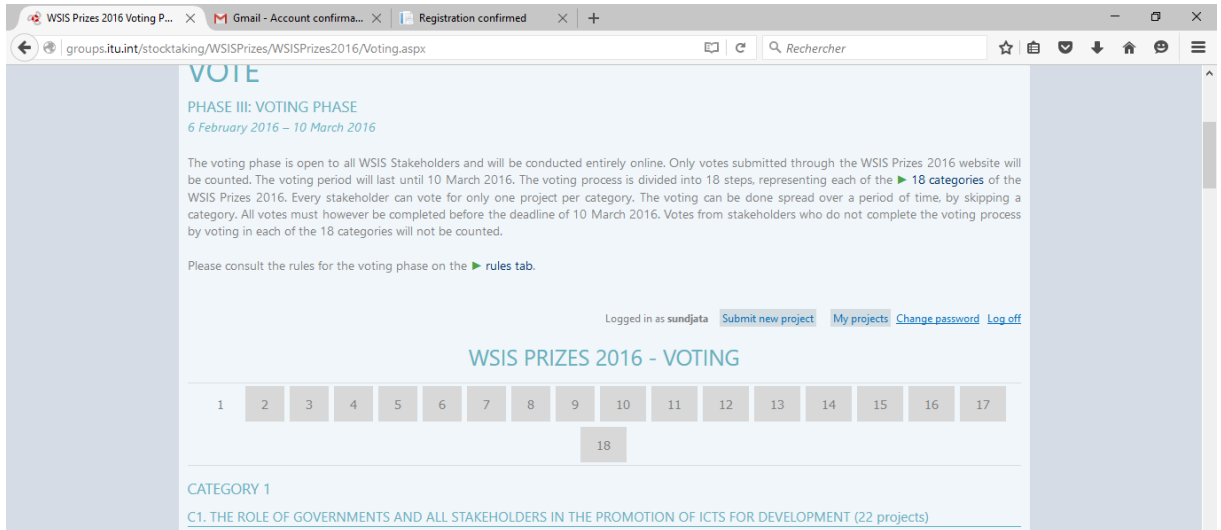 WSIS Prizes 2016 Voting P...
Gmail - Account confirma...
Registration confirmed
groups.itu.int/stocktaking/WSISPrizes/WSISPrizes2016/Voting.aspx
Rechercher
VOTE
PHASE III: VOTING PHASE
6 February 2016 – 10 March 2016
The voting phase is open to all WSIS Stakeholders and will be conducted entirely online. Only votes submitted through the WSIS Prizes 2016 website will
be counted. The voting period will last until 10 March 2016. The voting process is divided into 18 steps, representing each of the ► 18 categories of the
WSIS Prizes 2016. Every stakeholder can vote for only one project per category. The voting can be done spread over a period of time, by skipping a
category. All votes must however be completed before the deadline of 10 March 2016. Votes from stakeholders who do not complete the voting process
by voting in each of the 18 categories will not be counted.
Please consult the rules for the voting phase on the ► rules tab.
Logged in as sundjata Submit new project My projects Change password Log off
WSIS PRIZES 2016 - VOTING
1 2 3 4 5 6 7 8 9 10 11 12 13 14 15 16 17
18
CATEGORY 1
C1. THE ROLE OF GOVERNMENTS AND ALL STAKEHOLDERS IN THE PROMOTION OF ICTS FOR DEVELOPMENT (22 projects)